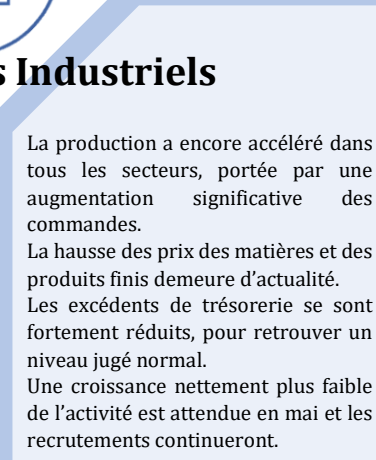 s Industriels
La production a encore accéléré dans
tous les secteurs, portée par une
augmentation significative des
commandes.
La hausse des prix des matières et des
produits finis demeure d’actualité.
Les excédents de trésorerie se sont
fortement réduits, pour retrouver un
niveau jugé normal.
Une croissance nettement plus faible
de l’activité est attendue en mai et les
recrutements continueront.